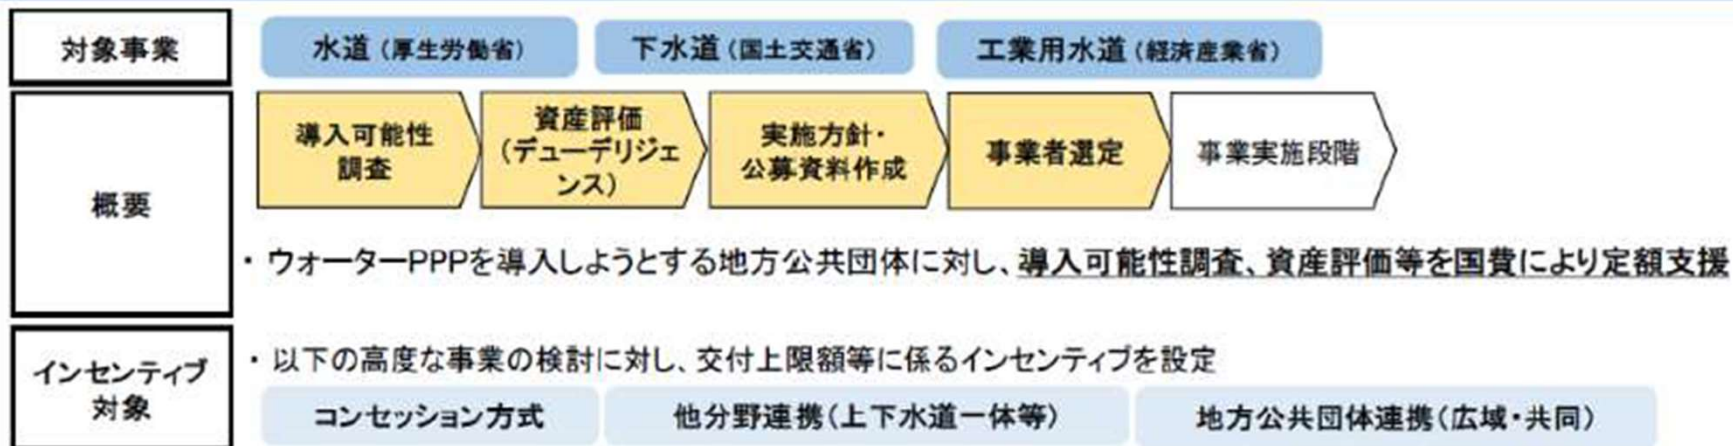 対象事業
水道（厚生労働省）
下水道（国土交通省）
工業用水道（経済産業省）
概要
導入可能性
調査
資産評価
（デューデリジェ
ンス）
実施方針・
公募資料作成
事業者選定
事業実施段階
・ウォーターPPPを導入しようとする地方公共団体に対し、導入可能性調査、資産評価等を国費により定額支援
インセンティブ
対象
・以下の高度な事業の検討に対し、交付上限額等に係るインセンティブを設定
コンセッション方式
他分野連携（上下水道一体等）
地方公共団体連携（広域・共同）